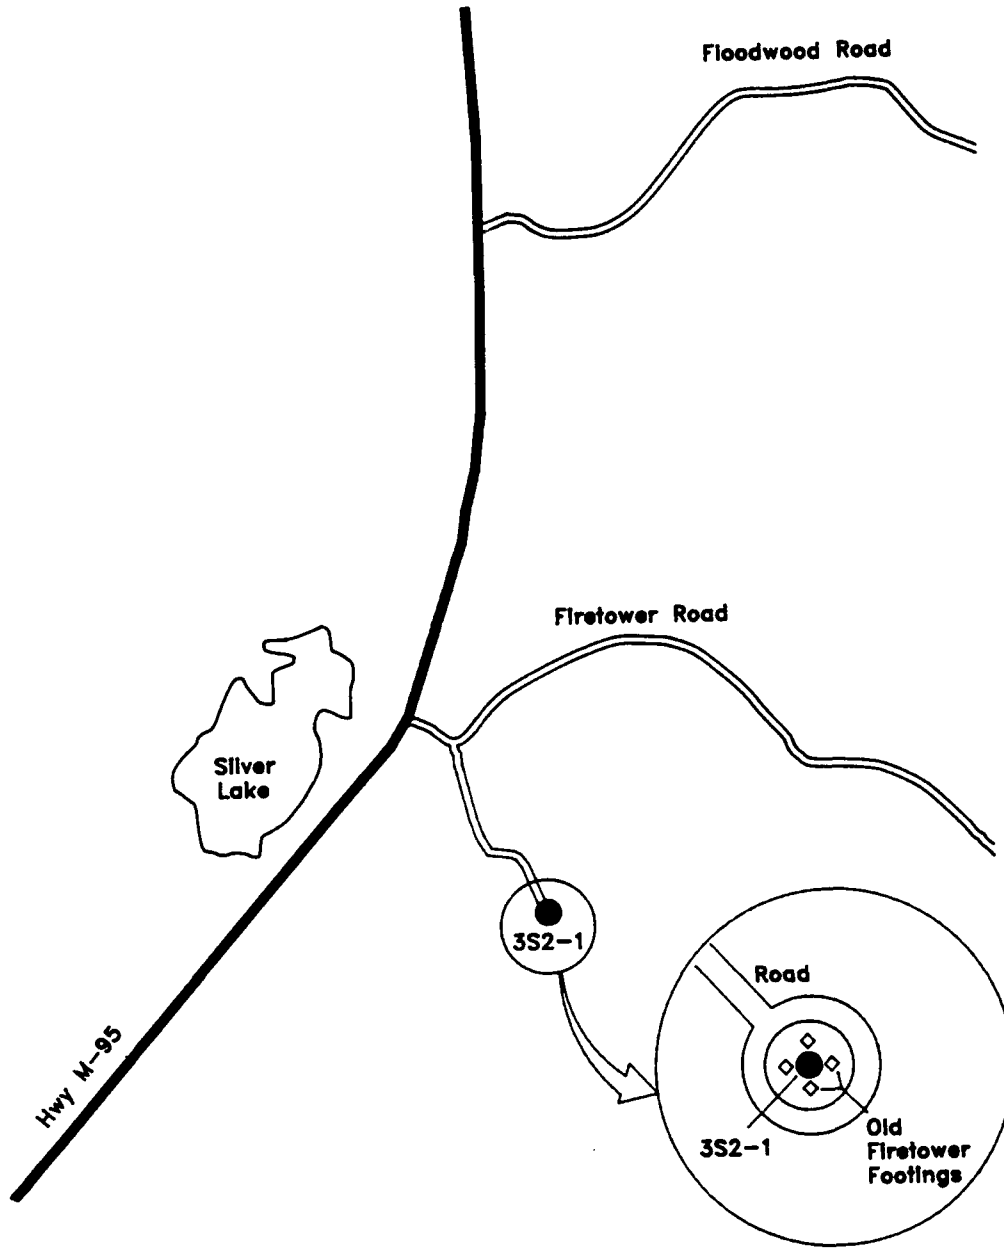 Floodwood Road
Firetower Road
Silver
Lake
3S2-1
Road
Hwy M-95
3S2-1
Old
Firetower
Footings